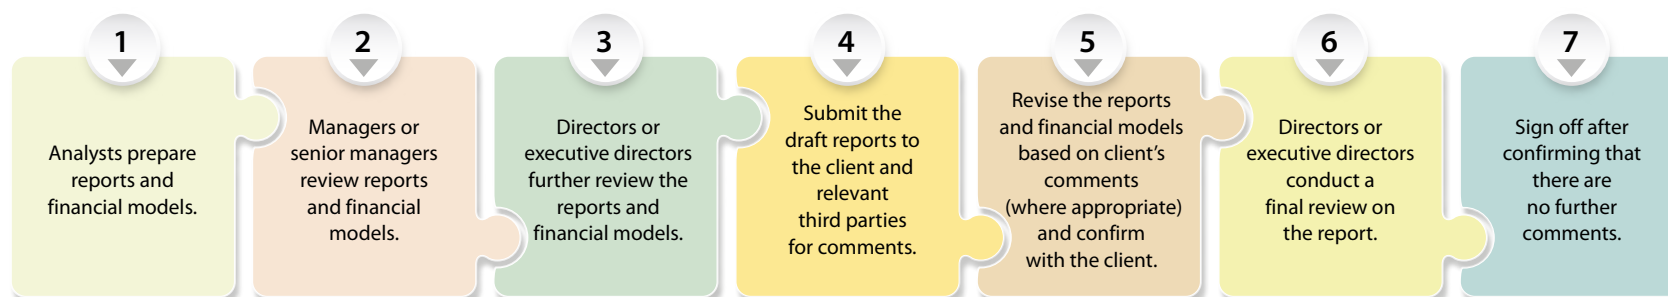 1
Analysts prepare
reports and
financial models.
2
Managers or
senior managers
review reports
and financial
models.
3
Directors or
executive directors
further review the
reports and
financial models.
4
Submit the
draft reports to
the client and
relevant
third parties
for comments.
5
Revise the reports
and financial models
based on client’s
comments
(where appropriate)
and confirm
with the client.
6
Directors or
executive directors
conduct a
final review on
the report.
7
Sign off after
confirming that
there are
no further
comments.